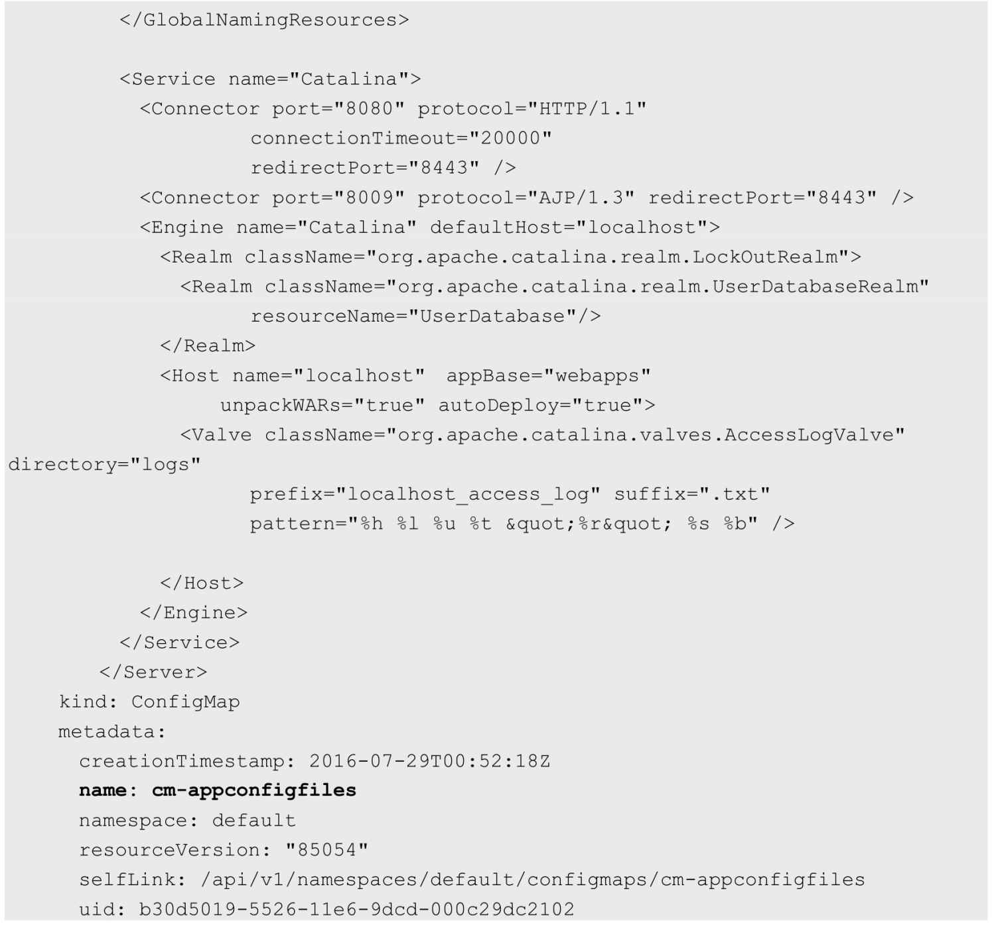 </GlobalNamingResources>
<Service name="Catalina">
<Connector port="8080" protocol="HTTP/1.1"
connectionTimeout="20000"
redirectPort="8443" />
<Connector port="8009" protocol="AJP/1.3" redirectPort="8443" />
<Engine name="Catalina" defaultHost="localhost">
<Realm className="org.apache.catalina.realm.LockOutRealm">
<Realm className="org.apache.catalina.realm.UserDatabaseRealm"
resourceName="UserDatabase"/>
</Realm>
<Host name="localhost" appBase="webapps"
unpackWARs="true" autoDeploy="true">
<Valve className="org.apache.catalina.valves.AccessLogValve"
directory="logs"
prefix="localhost_access_log" suffix=".txt"
pattern="%h %l %u %t &quot;%r&quot; %s %b" />
</Host>
</Engine>
</Service>
</Server>
kind: ConfigMap
metadata:
creationTimestamp: 2016-07-29T00:52:18Z
name: cm-appconfigfiles
namespace: default
resourceVersion: "85054"
selfLink: /api/v1/namespaces/default/configmaps/cm-appconfigfiles
uid: b30d5019-5526-11e6-9dcd-000c29dc2102